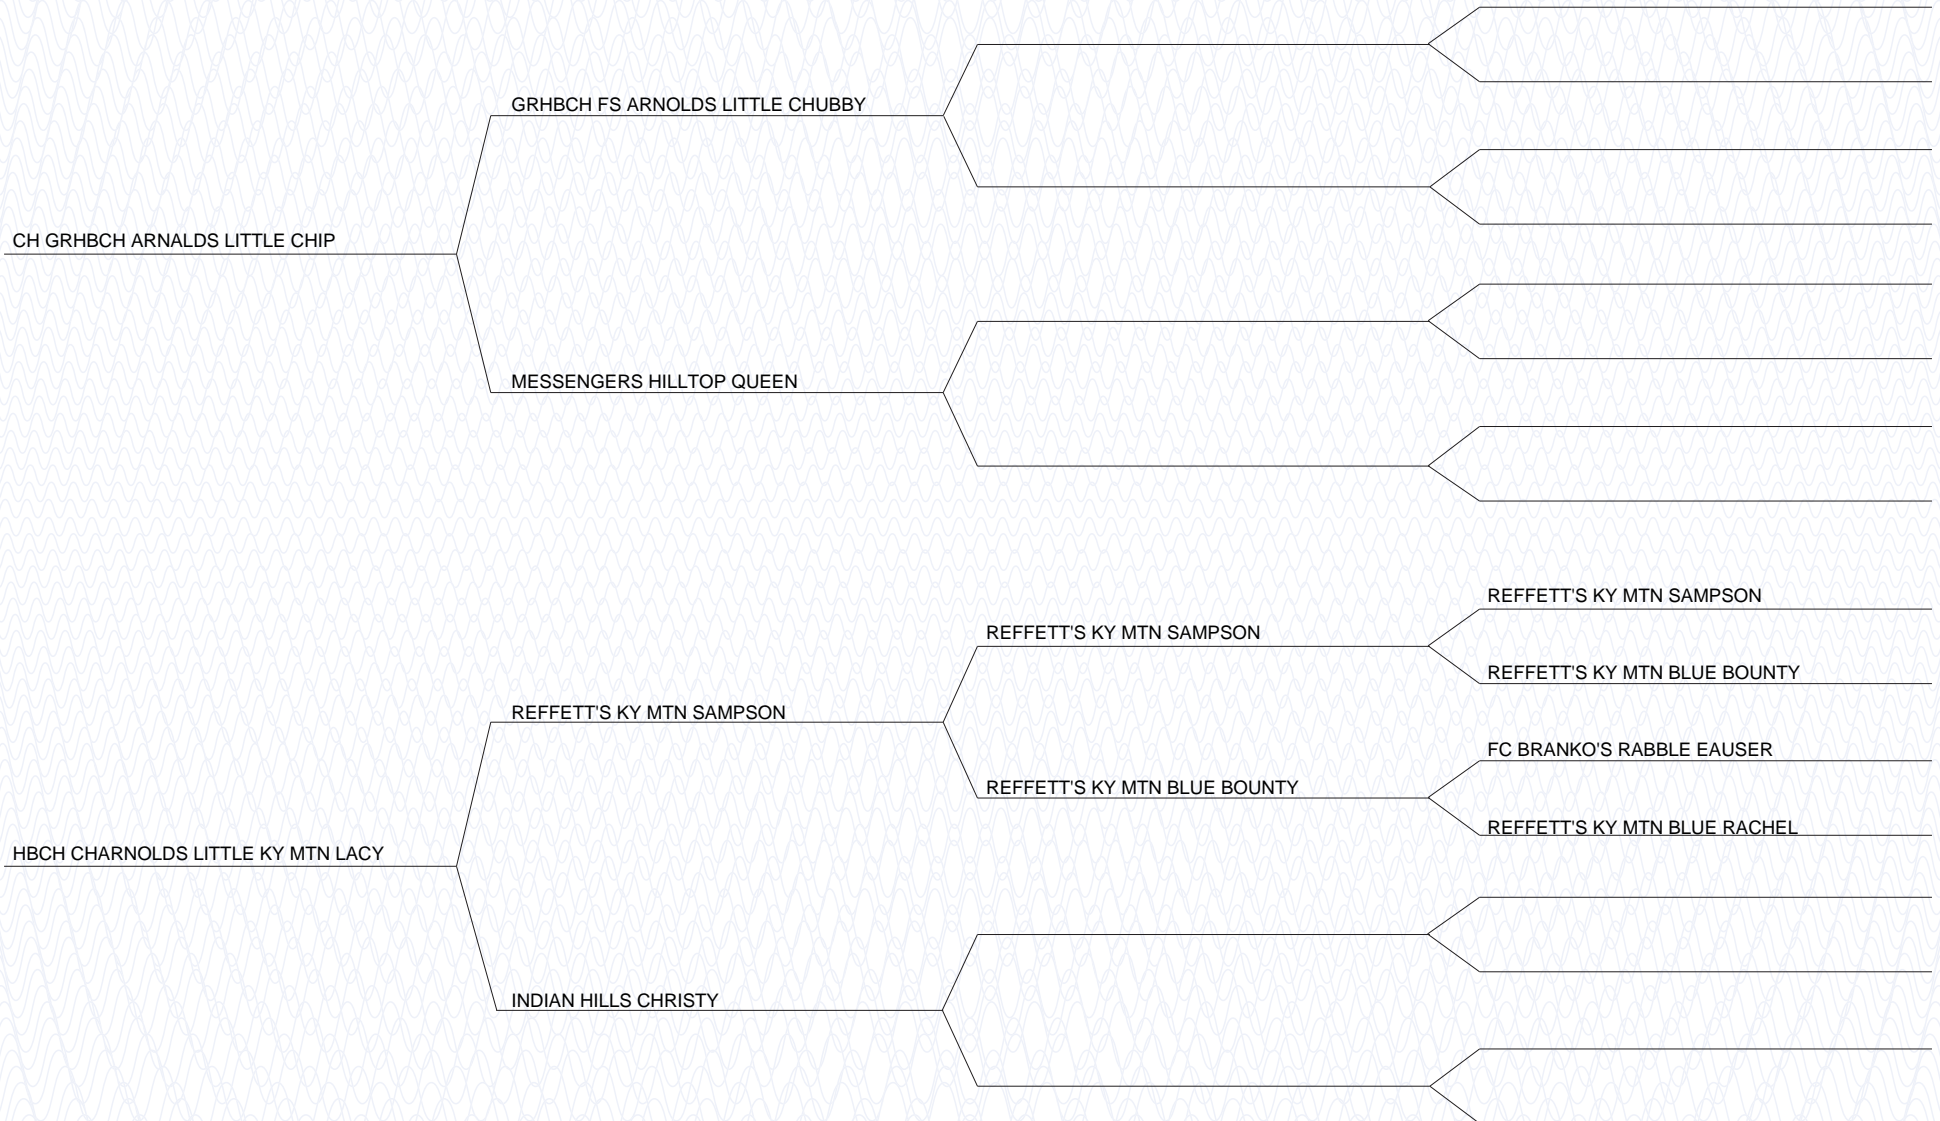 GRHBCH FS ARNOLDS LITTLE CHUBBY
CH GRHBCH ARNALDS LITTLE CHIP
MESSENGERS HILLTOP QUEEN
REFFETT'S KY MTN SAMPSON
REFFETT'S KY MTN SAMPSON
REFFETT'S KY MTN BLUE BOUNTY
REFFETT'S KY MTN SAMPSON
FC BRANKO'S RABBLE EAUSER
REFFETT'S KY MTN BLUE BOUNTY
REFFETT'S KY MTN BLUE RACHEL
HBCH CHARNOLDS LITTLE KY MTN LACY
INDIAN HILLS CHRISTY